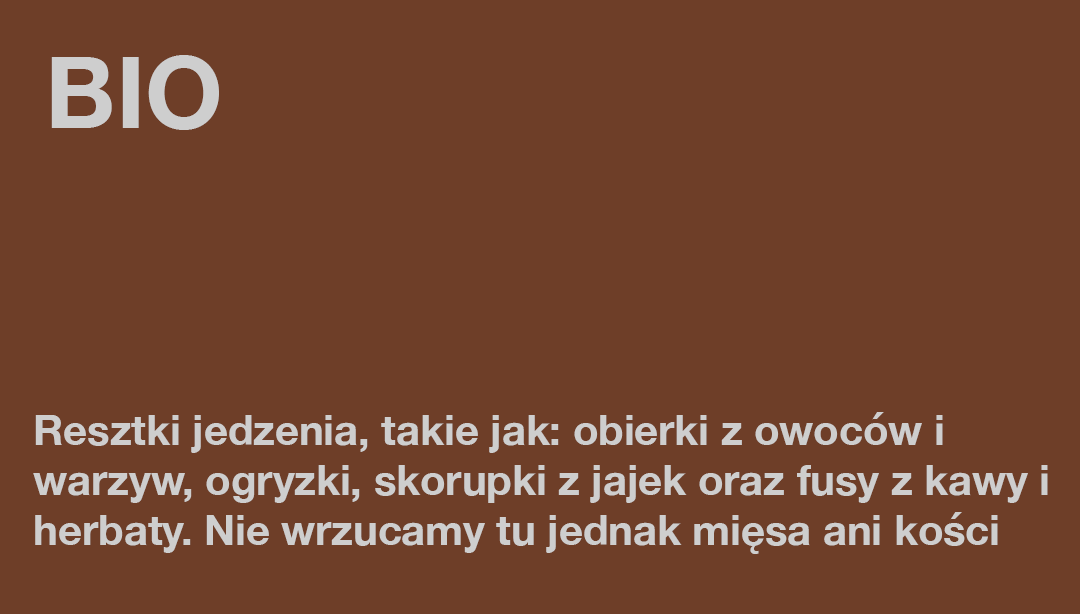 BIO
Resztki jedzenia, takie jak: obierki z owoców i
warzyw, ogryzki, skorupki z jajek oraz fusy z kawy i
herbaty. Nie wrzucamy tu jednak mięsa ani kości